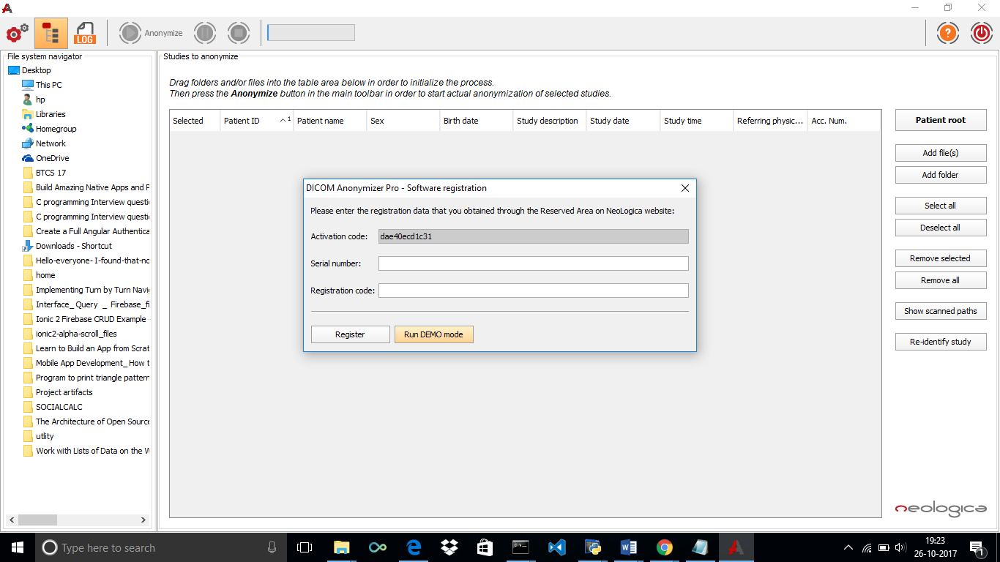 LOG
Anonymize
File system navigator
Desktop
This PC
hp
Libraries
Homegroup
Network
OneDrive
BTCS 17
Build Amazing Native Apps and P
C programming Interview questi
C programming Interview questi
Create a Full Angular Authentica
Downloads - Shortcut
Hello-everyone- I-found-that-no
home
Implementing Turn by Turn Navi
Interface_ Query _ Firebase_fi
Ionic 2 Firebase CRUD Example
ionic2-alpha-scroll_files
Learn to Build an App from Scrat
Mobile App Development_ How t
Program to print triangle pattern
Project artifacts
SOCIALCALC
The Architecture of Open Source
utlity
Work with Lists of Data on the W
Studies to anonymize
Drag folders and/or files into the table area below in order to initialize the process.
Then press the Anonymize button in the main toolbar in order to start actual anonymization of selected studies.
Selected Patient ID 1 Patient name Sex Birth date Study description Study date Study time Referring physic... Acc. Num.
DICOM Anonymizer Pro - Software registration
Please enter the registration data that you obtained through the Reserved Area on NeoLogica website:
Activation code: dae40ecd1c31
Serial number:
Registration code:
Register Run DEMO mode
Patient root
Add file(s)
Add folder
Select all
Deselect all
Remove selected
Remove all
Show scanned paths
Re-identify study
neologica
Type here to search
19:23
26-10-2017
1